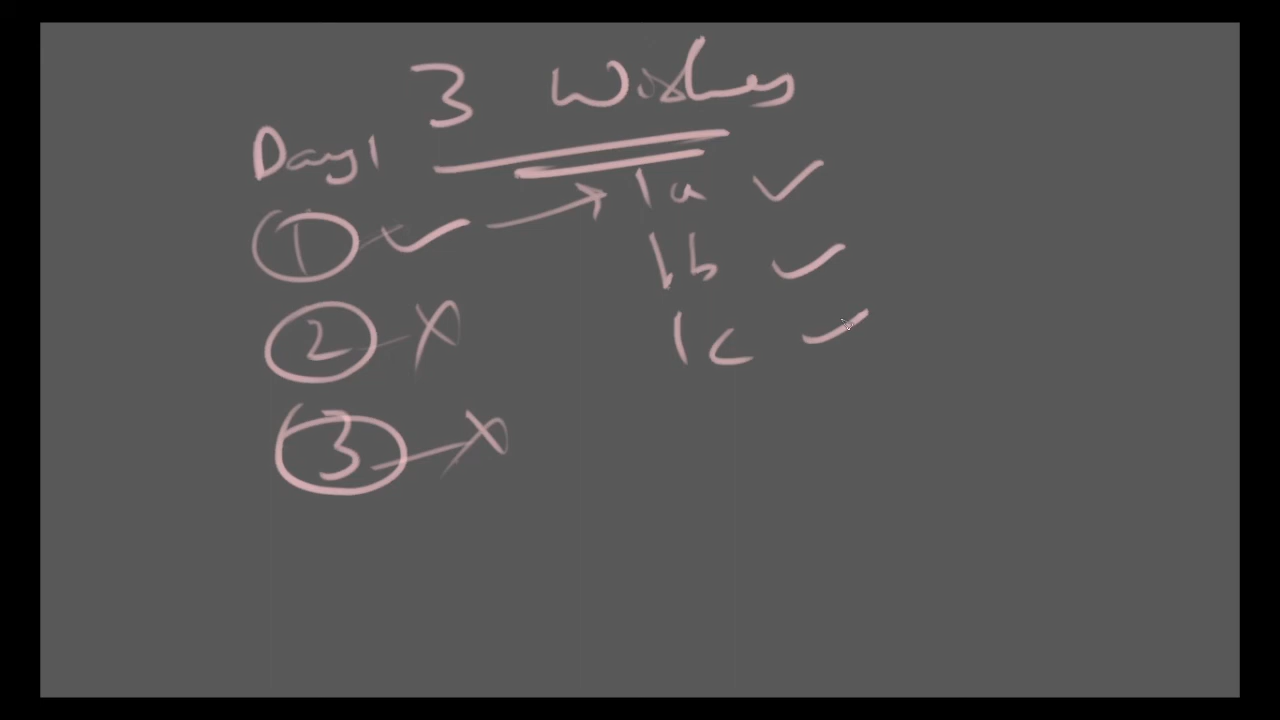 3 Wishes
Day 1
1 ✓ → 1a ✓
1b ✓
2 - X
1c ✓
3 - X